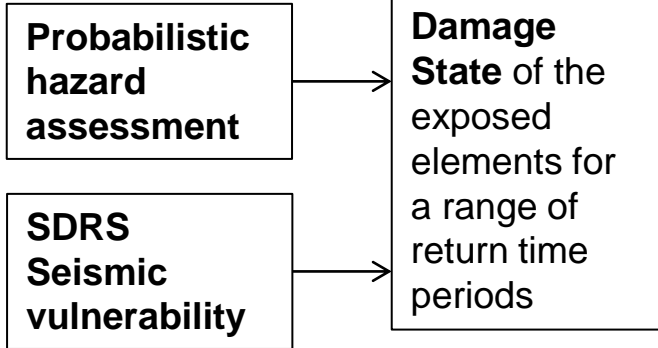 Probabilistic
hazard
assessment
SDRS
Seismic
vulnerability
Damage
State of the
exposed
elements for
a range of
return time
periods